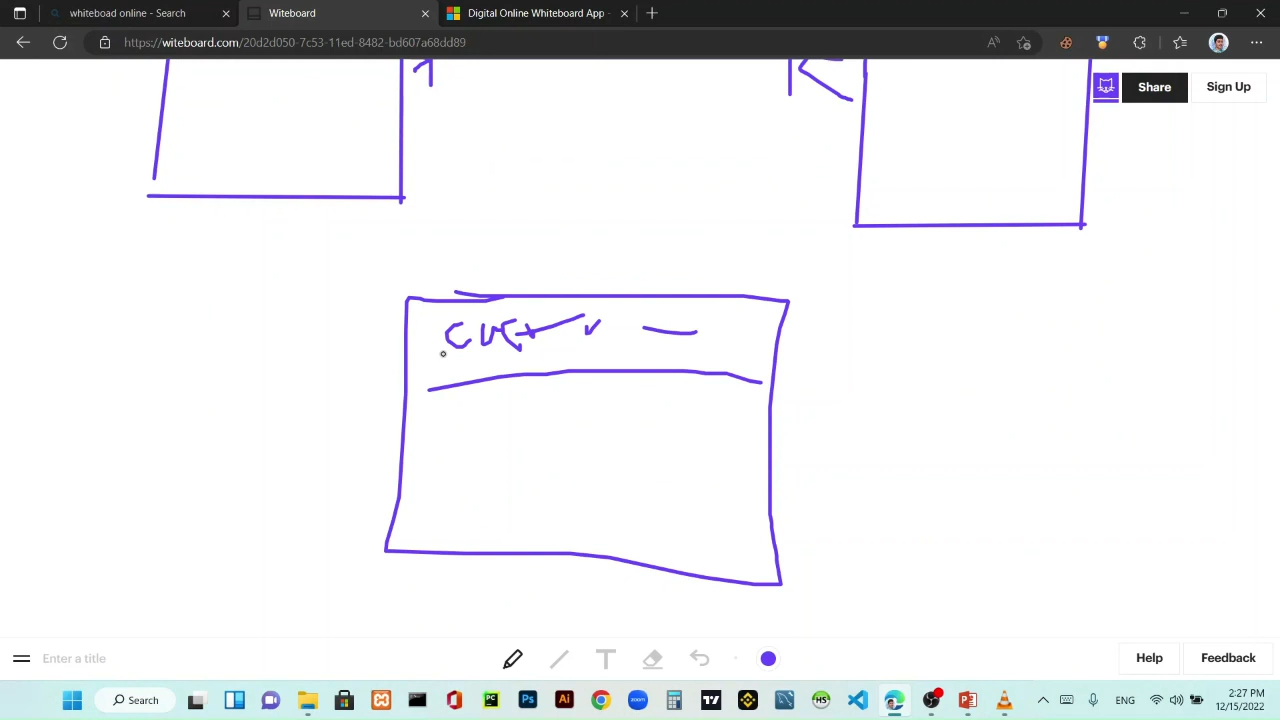 whiteboad online - Search
Witeboard
Digital Online Whiteboard App -
https://witeboard.com/20d2d050-7c53-11ed-8482-bd607a68dd89
Share
Sign Up
Enter a title
Help
Feedback
Search
ENG
2:27 PM
12/15/2022